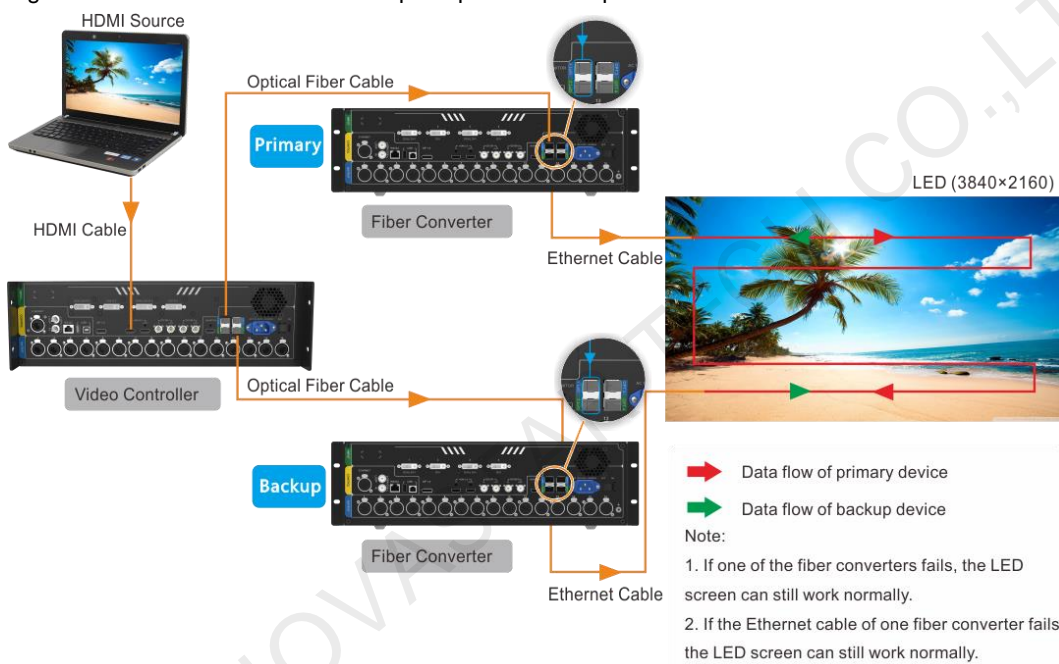 HDMI Source
Optical Fiber Cable
Primary
LED (3840×2160)
Fiber Converter
HDMI Cable
Ethernet Cable
Video Controller
Optical Fiber Cable
Backup
Data flow of primary device
Data flow of backup device
Note:
Fiber Converter
1. If one of the fiber converters fails, the LED
screen can still work normally.
Ethernet Cable
2. If the Ethernet cable of one fiber converter fails
the LED screen can still work normally.